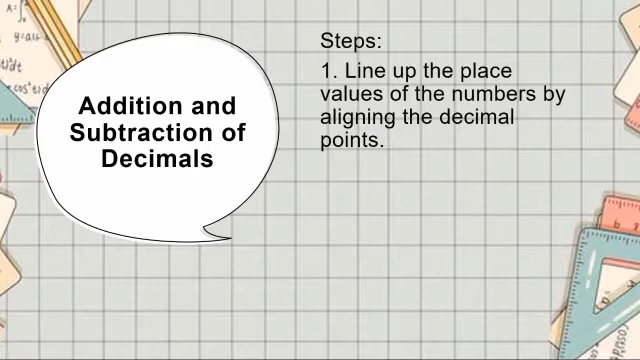 Addition and
Subtraction of
Decimals
Steps:
1. Line up the place
values of the numbers by
aligning the decimal
points.